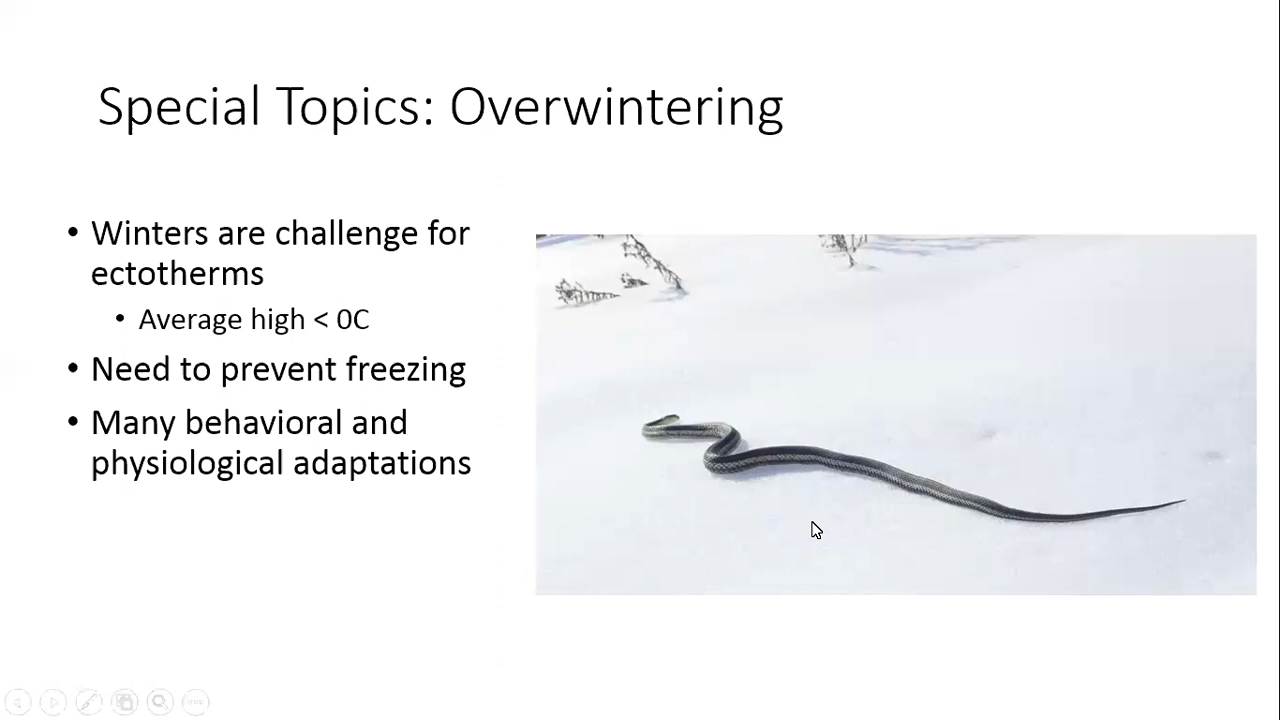 Special Topics: Overwintering
• Winters are challenge for
ectotherms
• Average high < 0C
• Need to prevent freezing
• Many behavioral and
physiological adaptations